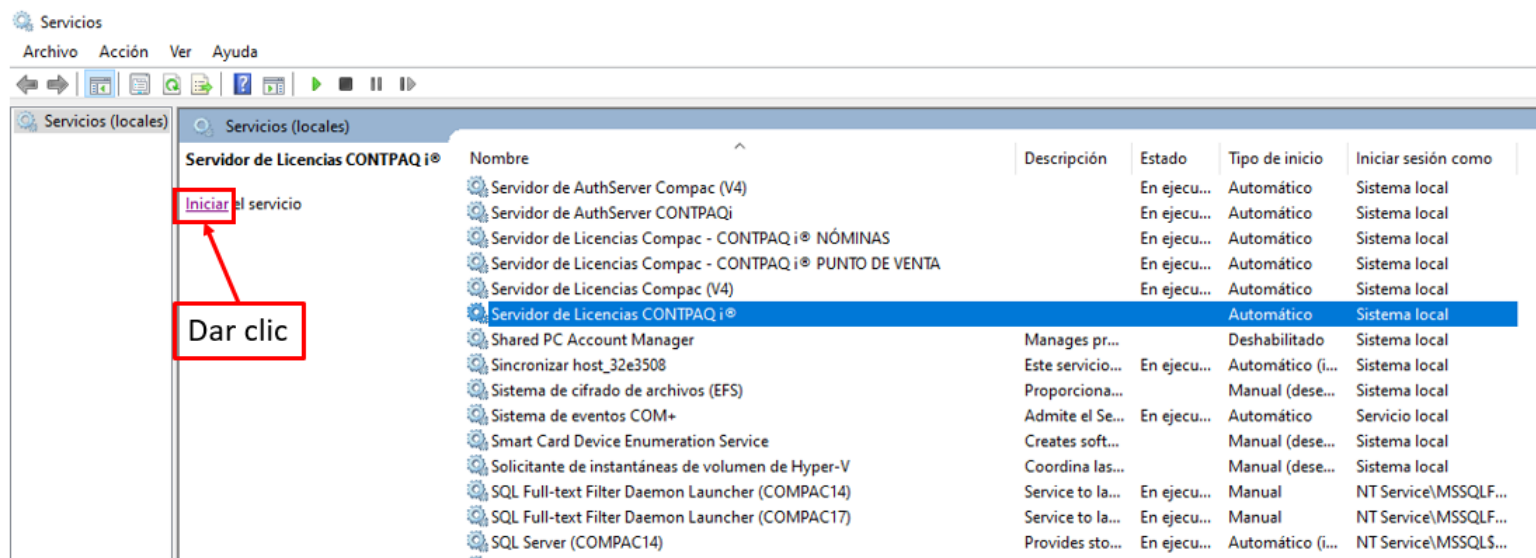 Servicios
Archivo Acción Ver Ayuda
Servicios (locales)
Servicios (locales)
Servidor de Licencias CONTPAQ i®
Iniciar el servicio
Dar clic
Nombre Descripción Estado Tipo de inicio Iniciar sesión como
Servidor de AuthServer Compac (V4) En ejecu... Automático Sistema local
Servidor de AuthServer CONTPAQi En ejecu... Automático Sistema local
Servidor de Licencias Compac - CONTPAQ i® NÓMINAS En ejecu... Automático Sistema local
Servidor de Licencias Compac - CONTPAQ i® PUNTO DE VENTA En ejecu... Automático Sistema local
Servidor de Licencias Compac (V4) En ejecu... Automático Sistema local
Servidor de Licencias CONTPAQ i® Automático Sistema local
Shared PC Account Manager Manages pr... Deshabilitado Sistema local
Sincronizar host_32e3508 Este servicio... En ejecu... Automático (i... Sistema local
Sistema de cifrado de archivos (EFS) Proporciona... Manual (dese... Sistema local
Sistema de eventos COM+ Admite el Se... En ejecu... Automático Servicio local
Smart Card Device Enumeration Service Creates soft... Manual (dese... Sistema local
Solicitante de instantáneas de volumen de Hyper-V Coordina las... Manual (dese... Sistema local
SQL Full-text Filter Daemon Launcher (COMPAC14) Service to la... En ejecu... Manual NT Service\MSSQLF...
SQL Full-text Filter Daemon Launcher (COMPAC17) Service to la... En ejecu... Manual NT Service\MSSQLF...
SQL Server (COMPAC14) Provides sto... En ejecu... Automático (i... NT Service\MSSQL$...